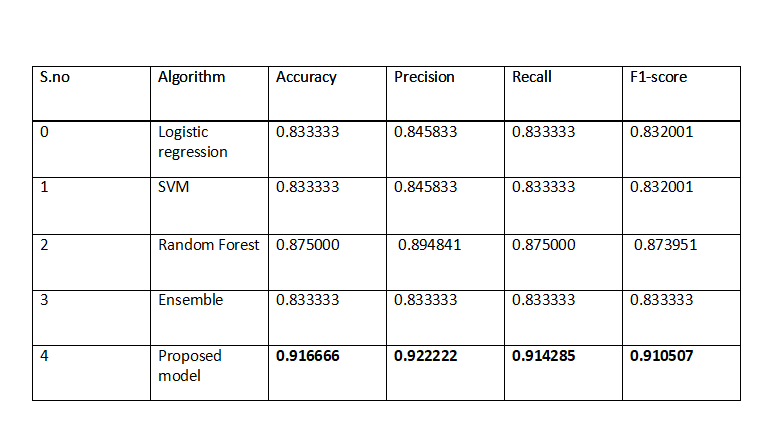 S.no Algorithm Accuracy Precision Recall F1-score
0 Logistic 0.833333 0.845833 0.833333 0.832001
regression
1 SVM 0.833333 0.845833 0.833333 0.832001
2 Random Forest 0.875000 0.894841 0.875000 0.873951
3 Ensemble 0.833333 0.833333 0.833333 0.833333
4 Proposed 0.916666 0.922222 0.914285 0.910507
model